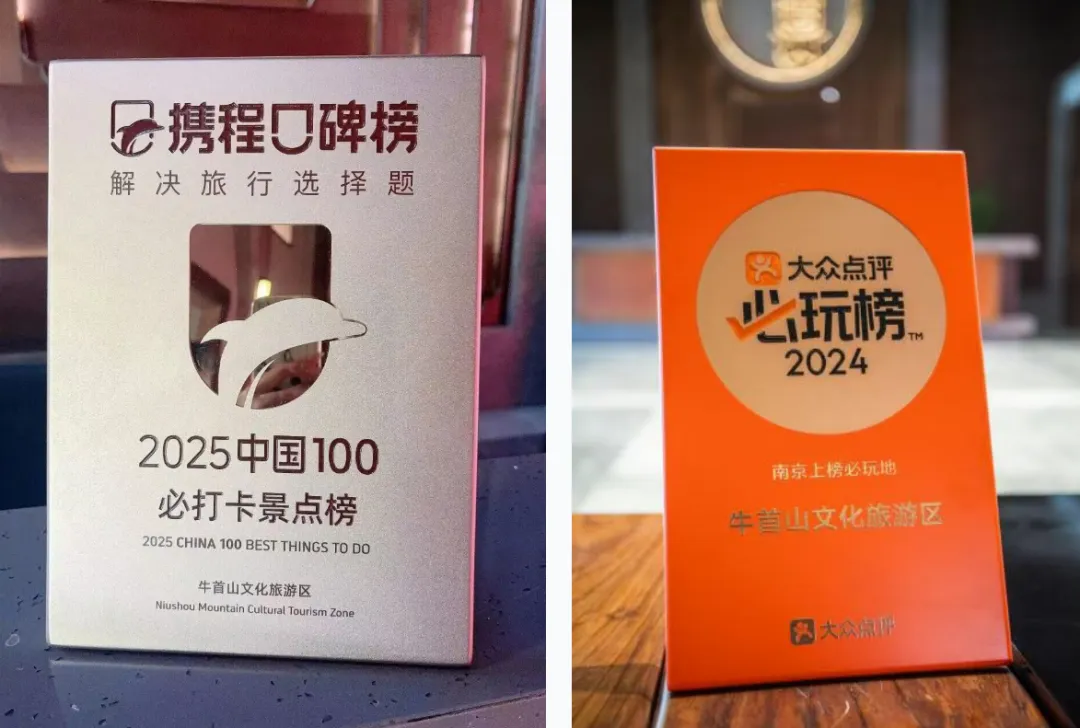 携程口碑榜
解决旅行选择题
2025中国100
必打卡景点榜
2025 CHINA 100 BEST THINGS TO DO
牛首山文化旅游区
Niushou Mountain Cultural Tourism Zone
大众点评
必玩榜™
2024
南京上榜必玩地
牛首山文化旅游区
大众点评